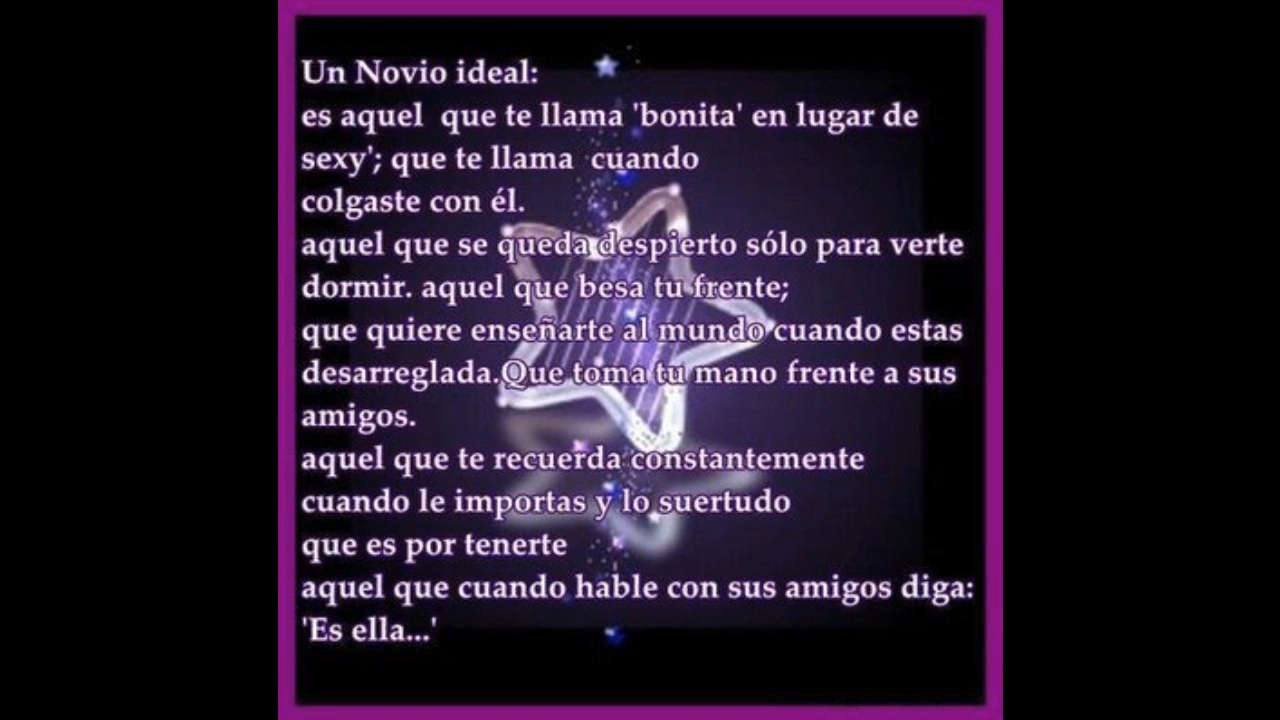 Un Novio ideal:
es aquel  que te llama 'bonita' en lugar de
sexy'; que te llama  cuando
colgaste con él.
aquel que se queda despierto sólo para verte
dormir. aquel que besa tu frente;
que quiere enseñarte al mundo cuando estas
desarreglada.Que toma tu mano frente a sus
amigos.
aquel que te recuerda constantemente
cuando le importas y lo suertudo
que es por tenerte
aquel que cuando hable con sus amigos diga:
'Es ella...'